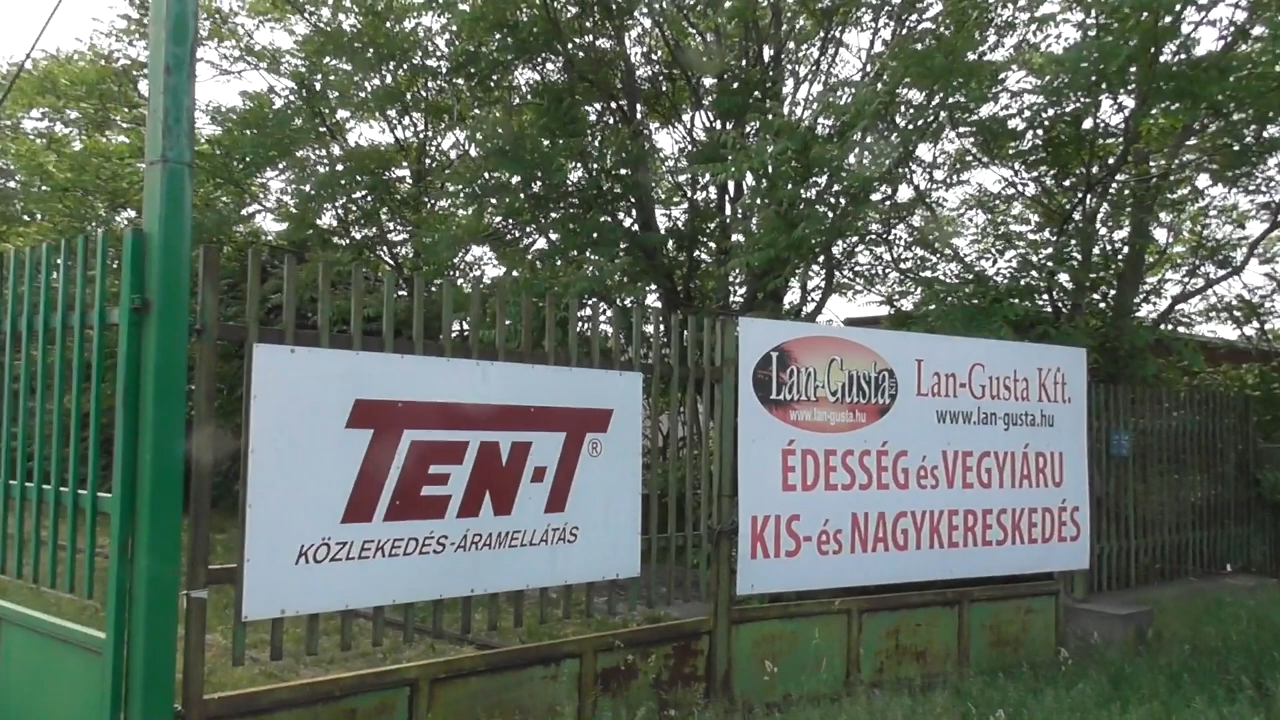 TEN-T®
KÖZLEKEDÉS-ÁRAMELLÁTÁS
Lan-Gusta Kft
www.lan-gusta.hu
Lan-Gusta Kft.
www.lan-gusta.hu
ÉDESSÉG és VEGYIÁRU
KIS- és NAGYKERESKEDÉS